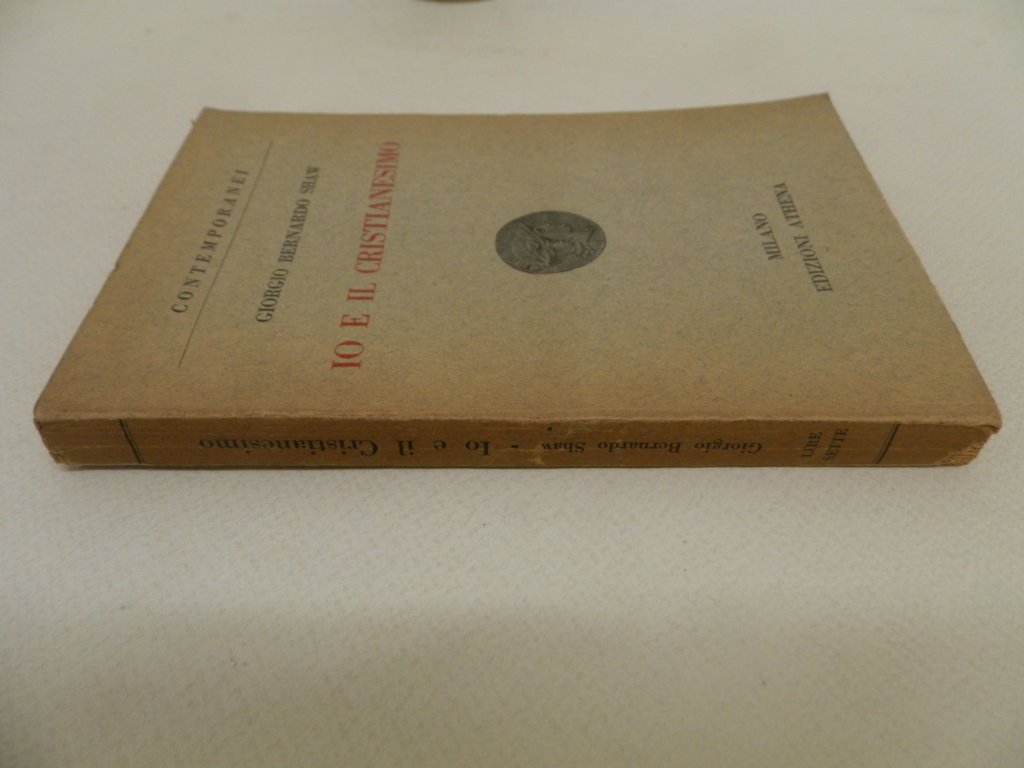 CONTEMPORANEI
GIORGIO BERNARDO SHAW
IO E IL CRISTIANESIMO
MILANO
EDIZIONI ATHENA
Giorgio Bernardo Shaw - Io e il Cristianesimo
LIRE
SETTE